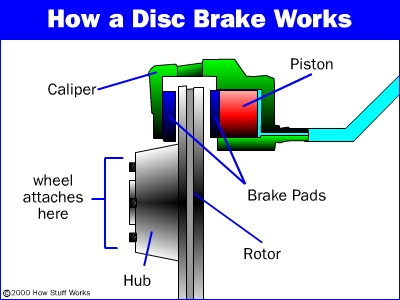 How a Disc Brake Works
Piston
Caliper
wheel
attaches
here
Brake Pads
Rotor
Hub
©2000 How Stuff Works